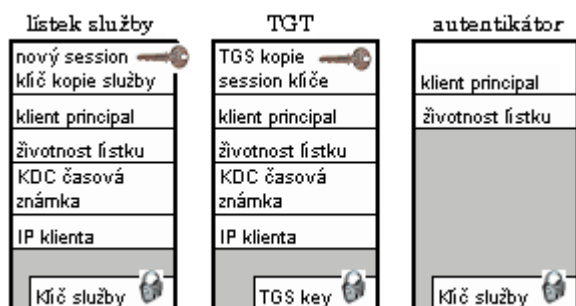 lístek služby
nový session
klíč kopie služby
klient principal
životnost lístku
KDC časová
známka
IP klienta
Klíč služby
TGT
TGS kopie
session klíče
klient principal
životnost lístku
KDC časová
známka
IP klienta
TGS key
autentikátor
klient principal
životnost lístku
Klíč služby